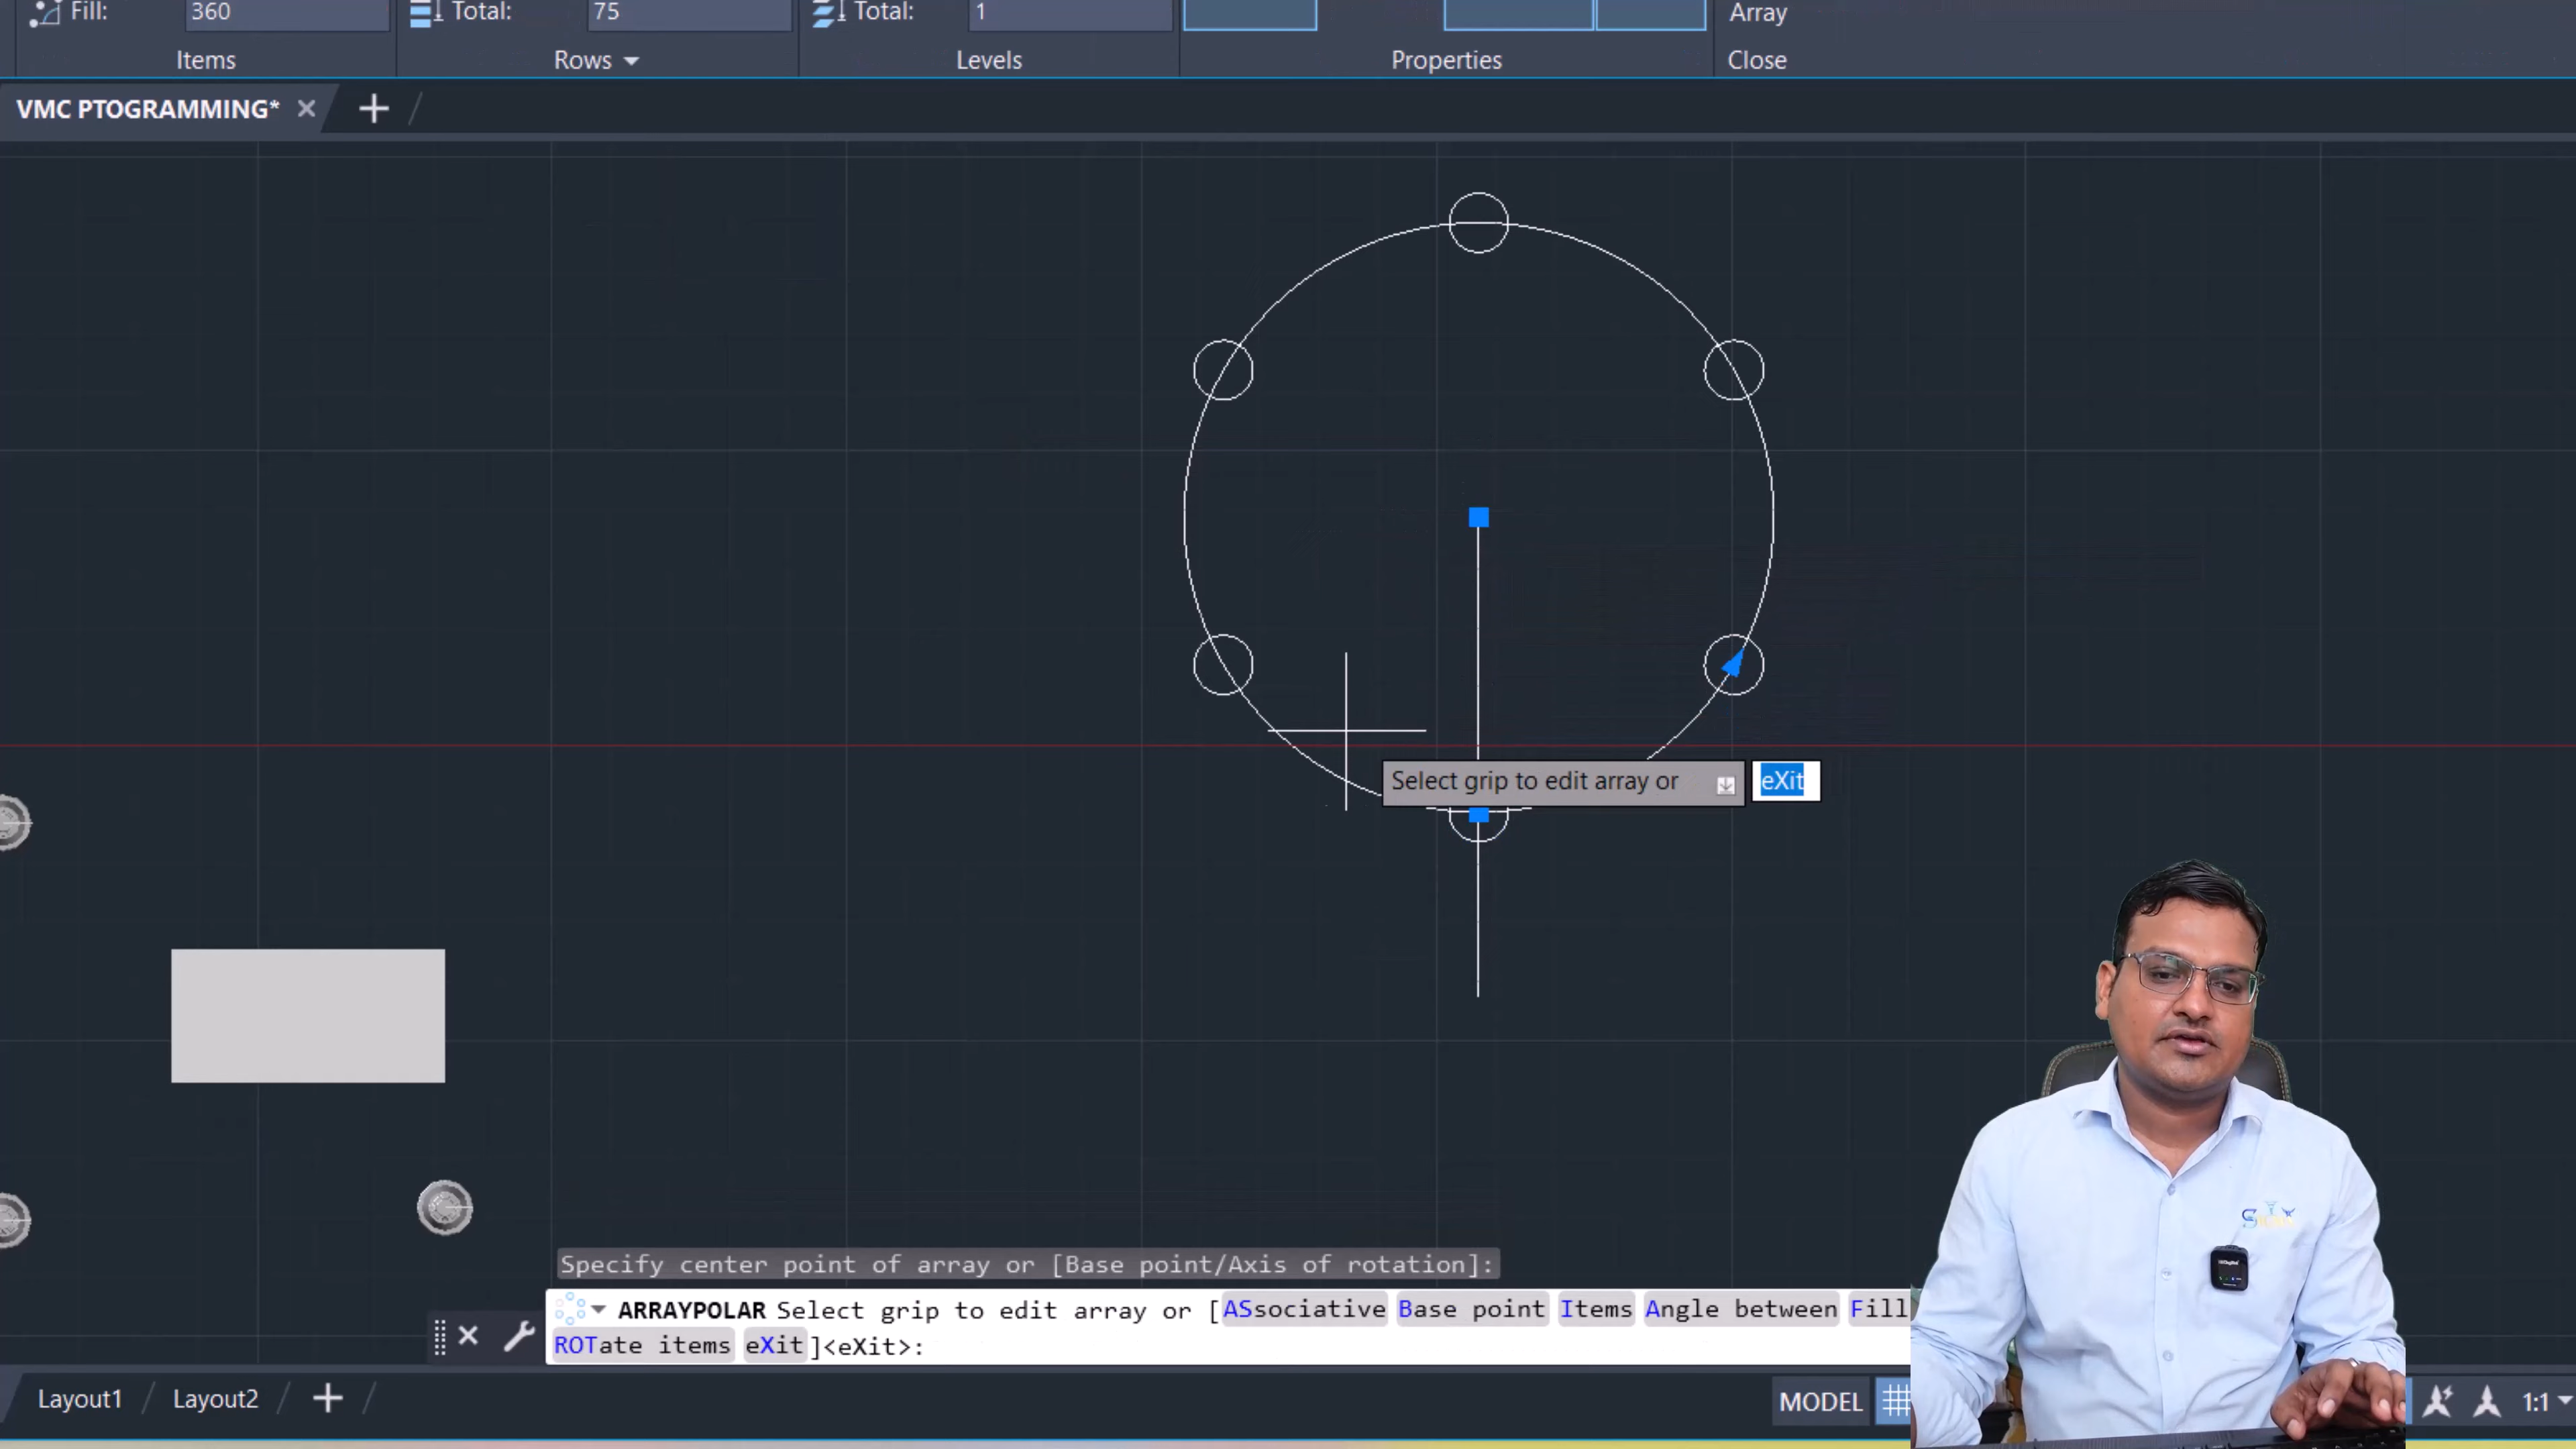 Fill: 360 Total: 75 Total: 1 Array
Items Rows Levels Properties Close
VMC PTOGRAMMING*
Select grip to edit array or eXit
Specify center point of array or [Base point/Axis of rotation]:
ARRAYPOLAR Select grip to edit array or [ASsociative Base point Items Angle between Fill
ROTate items eXit]<eXit>:
Layout1 Layout2 MODEL 1:1